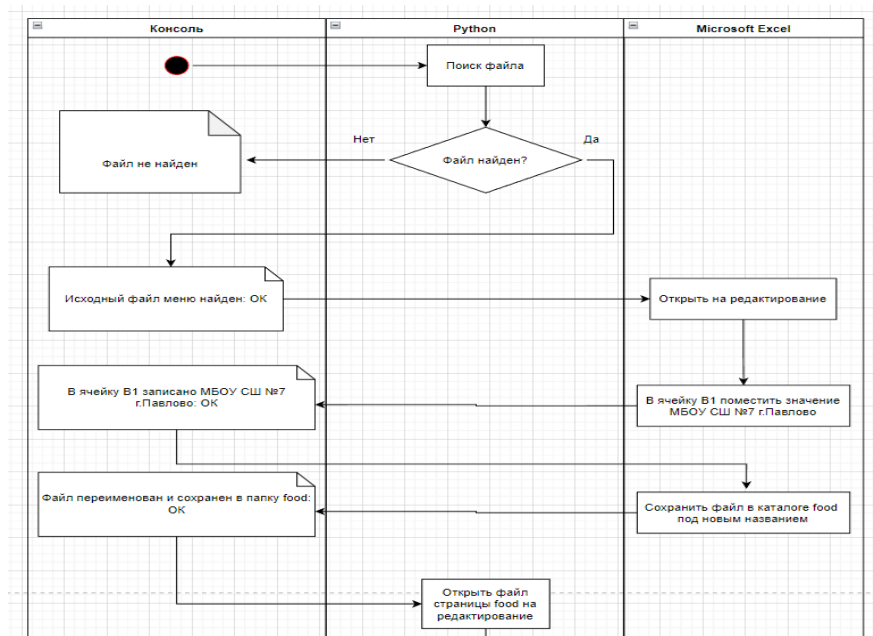 Консоль
Python
Microsoft Excel
Поиск файла
Нет
Да
Файл не найден
Файл найден?
Исходный файл меню найден: ОК
Открыть на редактирование
В ячейку B1 записано МБОУ СШ №7
г.Павлово: ОК
В ячейку B1 поместить значение
МБОУ СШ №7 г.Павлово
Файл переименован и сохранен в папку food:
ОК
Сохранить файл в каталоге food
под новым названием
Открыть файл
страницы food на
редактирование